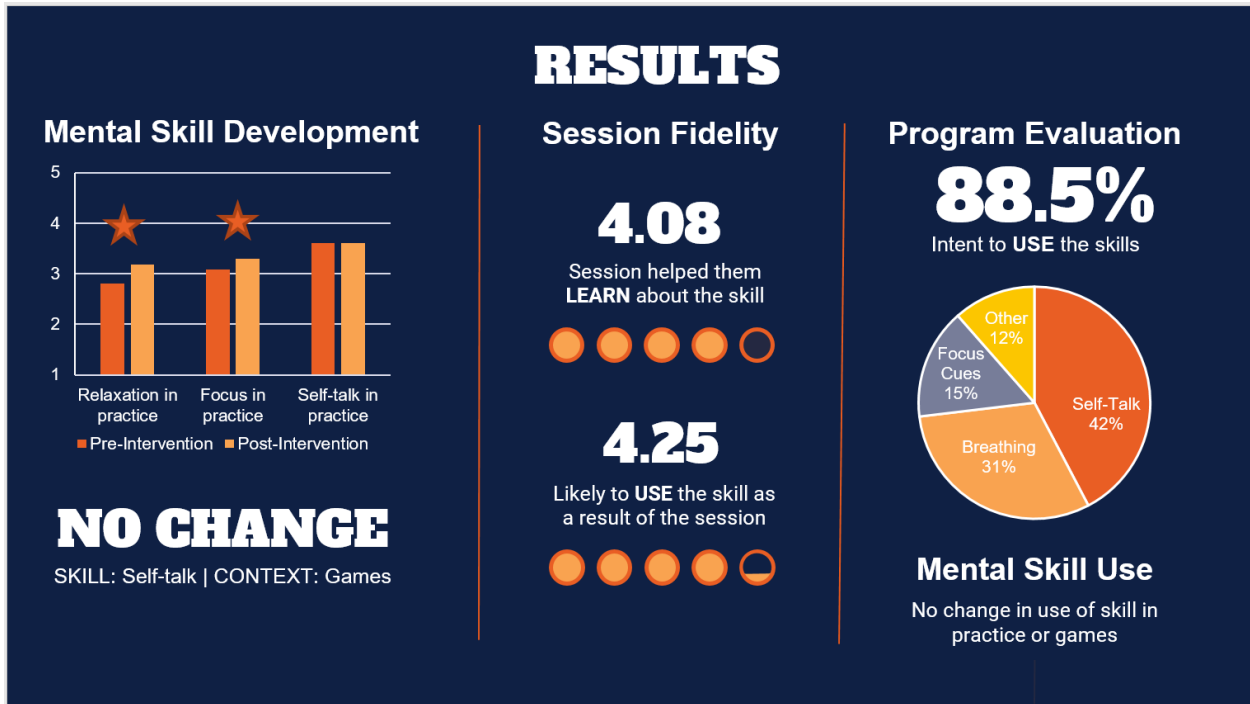 RESULTS
Mental Skill Development
5
4
3
2
1
Relaxation in
practice
Focus in
practice
Self-talk in
practice
Pre-Intervention
Post-Intervention
NO CHANGE
SKILL: Self-talk | CONTEXT: Games
Session Fidelity
4.08
Session helped them
LEARN about the skill
4.25
Likely to USE the skill as
a result of the session
Program Evaluation
88.5%
Intent to USE the skills
Other
12%
Focus
Cues
15%
Self-Talk
42%
Breathing
31%
Mental Skill Use
No change in use of skill in
practice or games